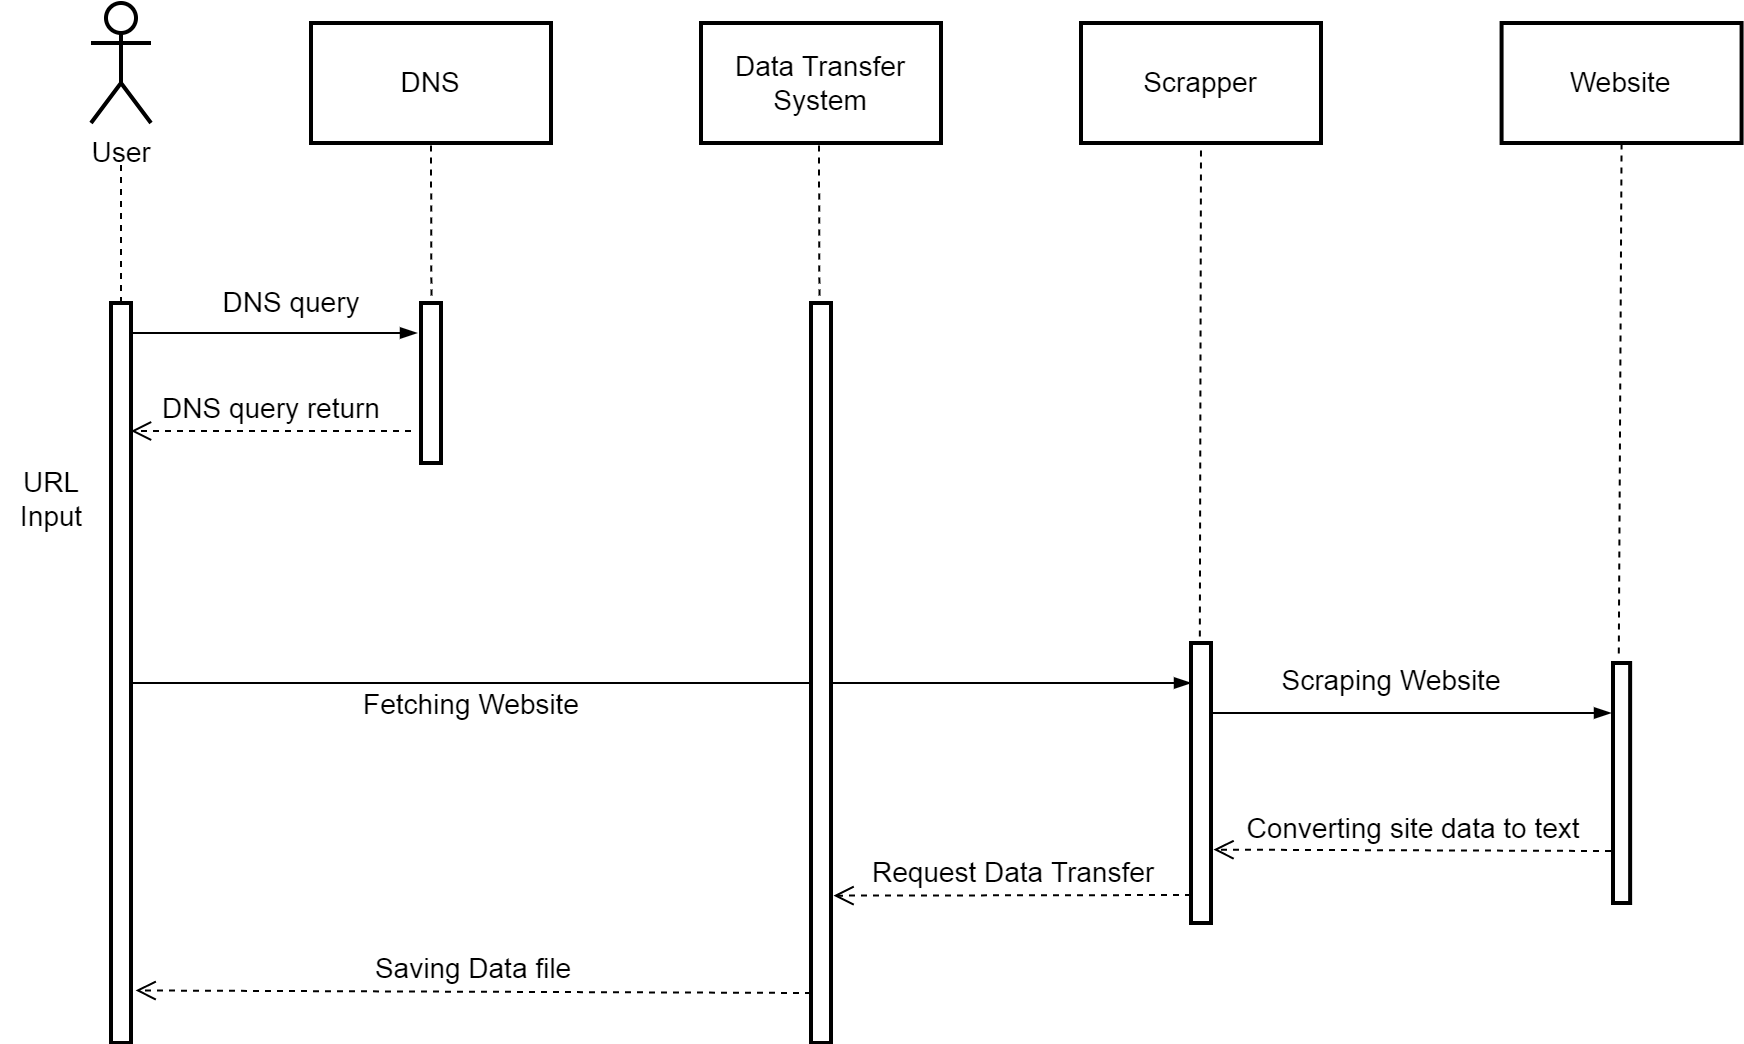 User
DNS
Data Transfer
System
Scrapper
Website
DNS query
DNS query return
URL
Input
Fetching Website
Scraping Website
Converting site data to text
Request Data Transfer
Saving Data file